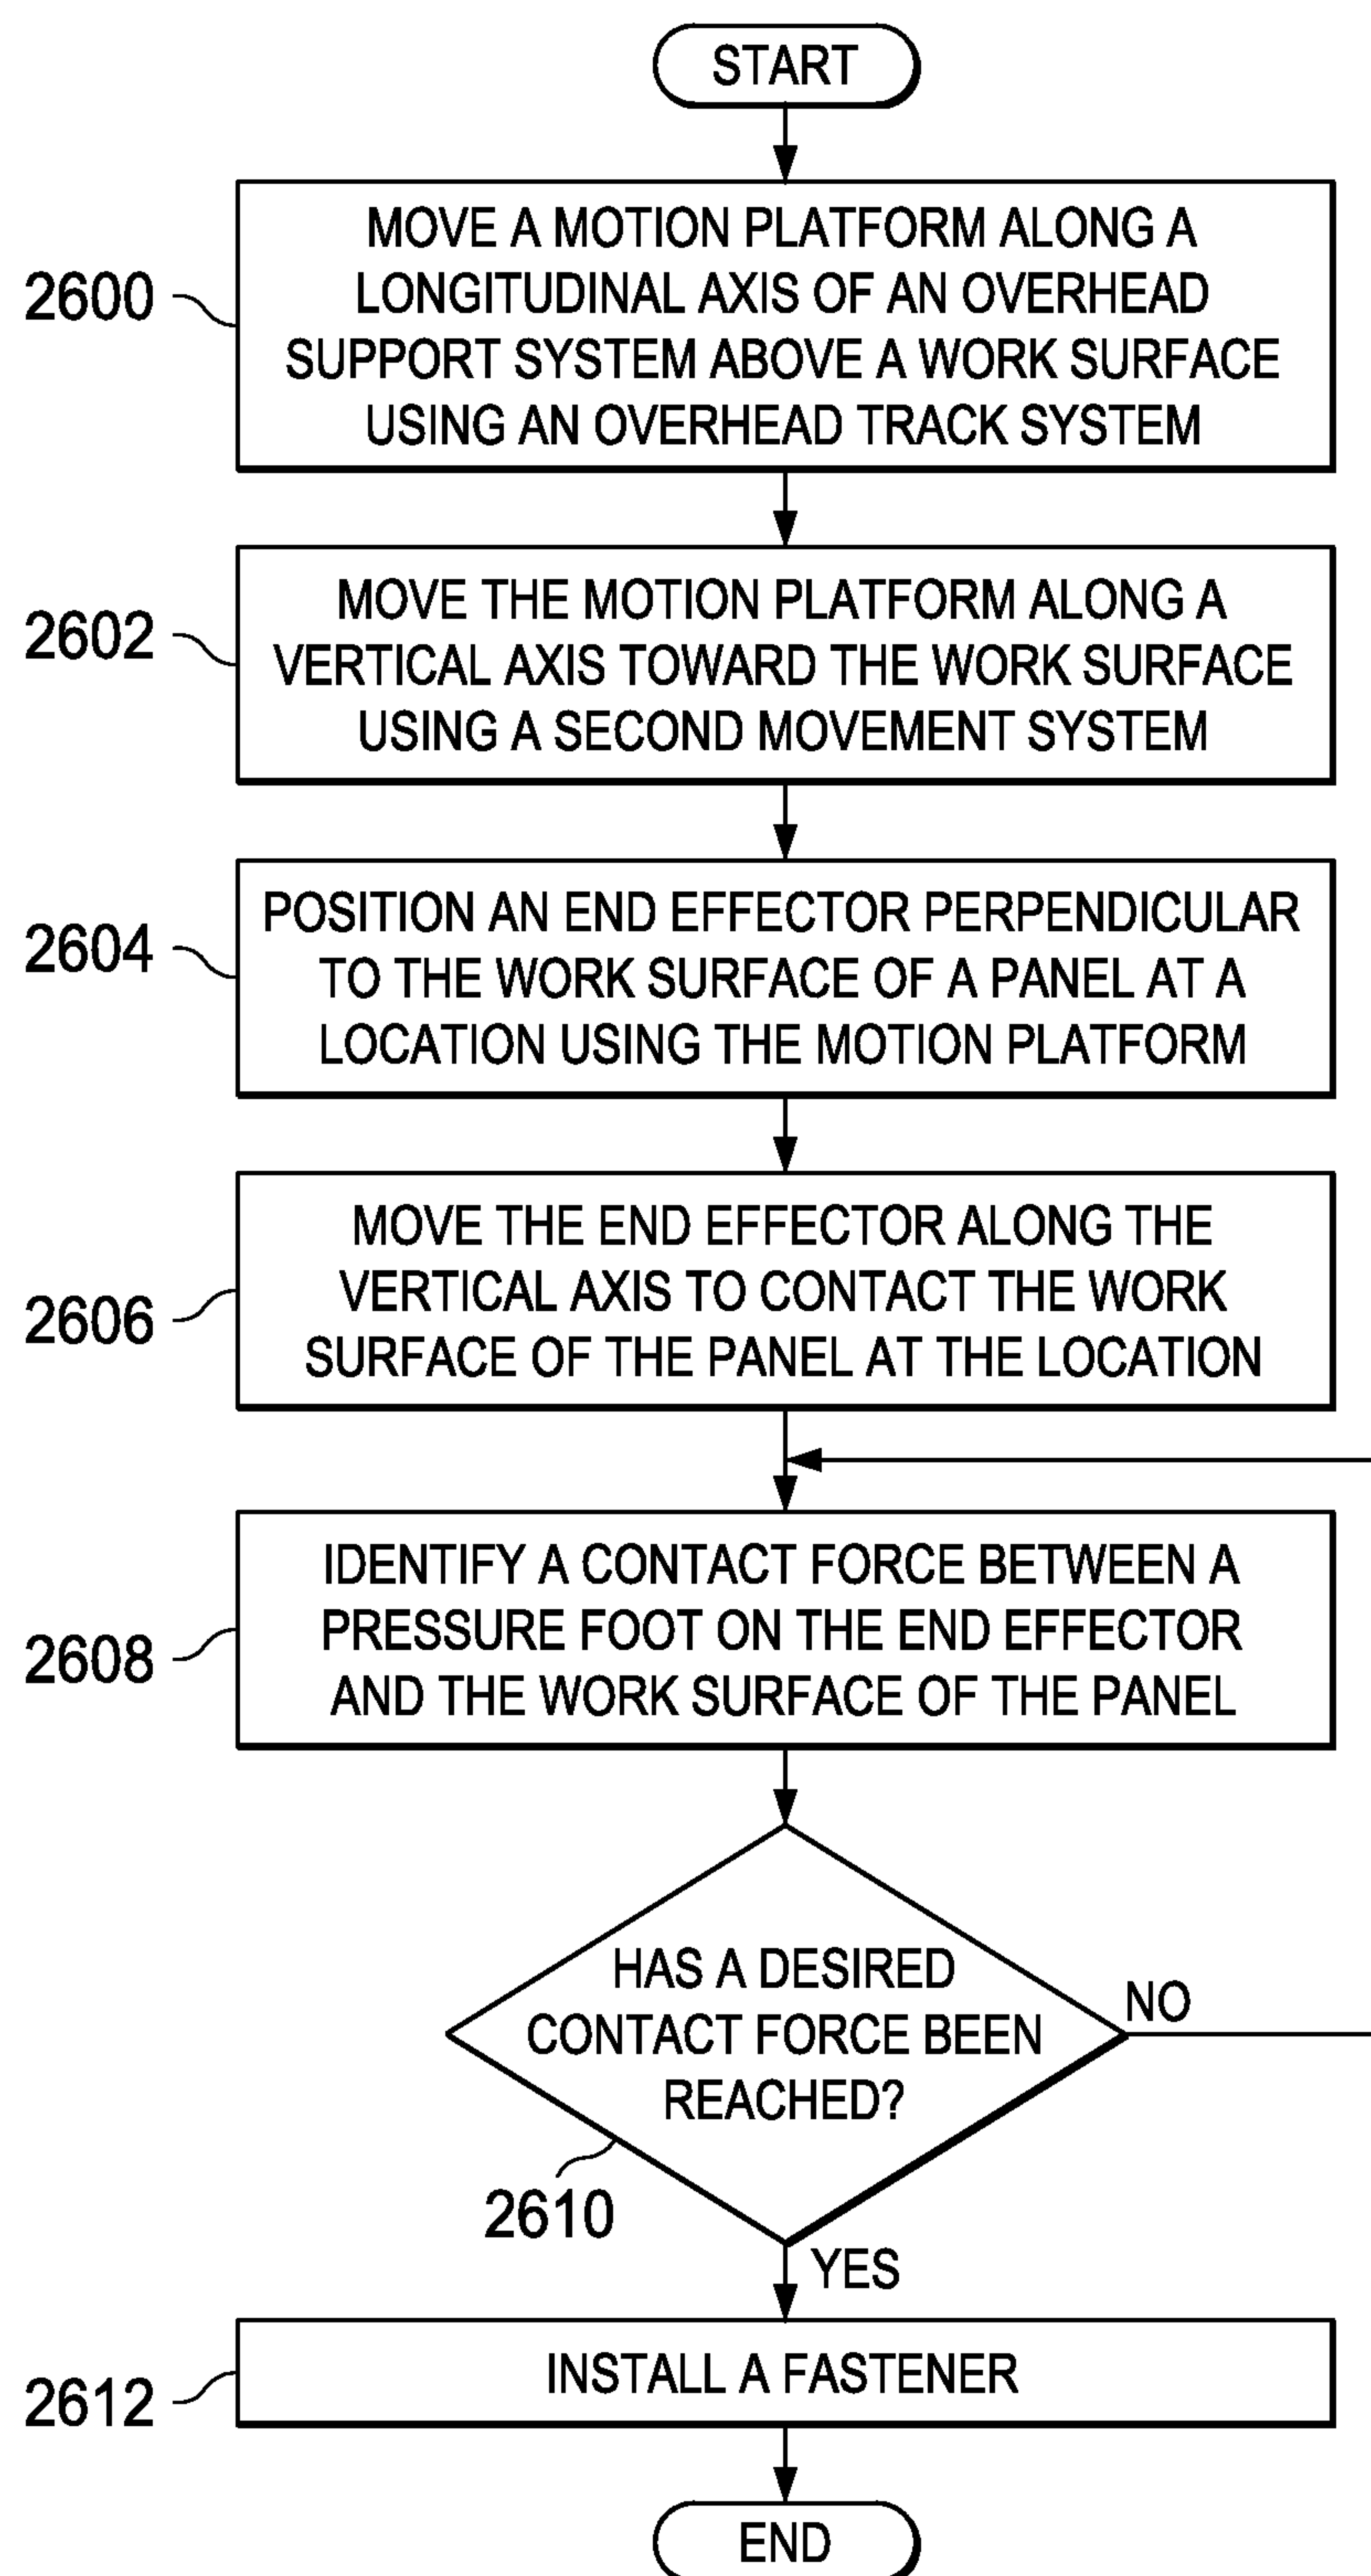 START
2600
MOVE A MOTION PLATFORM ALONG A
LONGITUDINAL AXIS OF AN OVERHEAD
SUPPORT SYSTEM ABOVE A WORK SURFACE
USING AN OVERHEAD TRACK SYSTEM
2602
MOVE THE MOTION PLATFORM ALONG A
VERTICAL AXIS TOWARD THE WORK SURFACE
USING A SECOND MOVEMENT SYSTEM
2604
POSITION AN END EFFECTOR PERPENDICULAR
TO THE WORK SURFACE OF A PANEL AT A
LOCATION USING THE MOTION PLATFORM
2606
MOVE THE END EFFECTOR ALONG THE
VERTICAL AXIS TO CONTACT THE WORK
SURFACE OF THE PANEL AT THE LOCATION
2608
IDENTIFY A CONTACT FORCE BETWEEN A
PRESSURE FOOT ON THE END EFFECTOR
AND THE WORK SURFACE OF THE PANEL
HAS A DESIRED
CONTACT FORCE BEEN
REACHED?
NO
2610
YES
2612
INSTALL A FASTENER
END